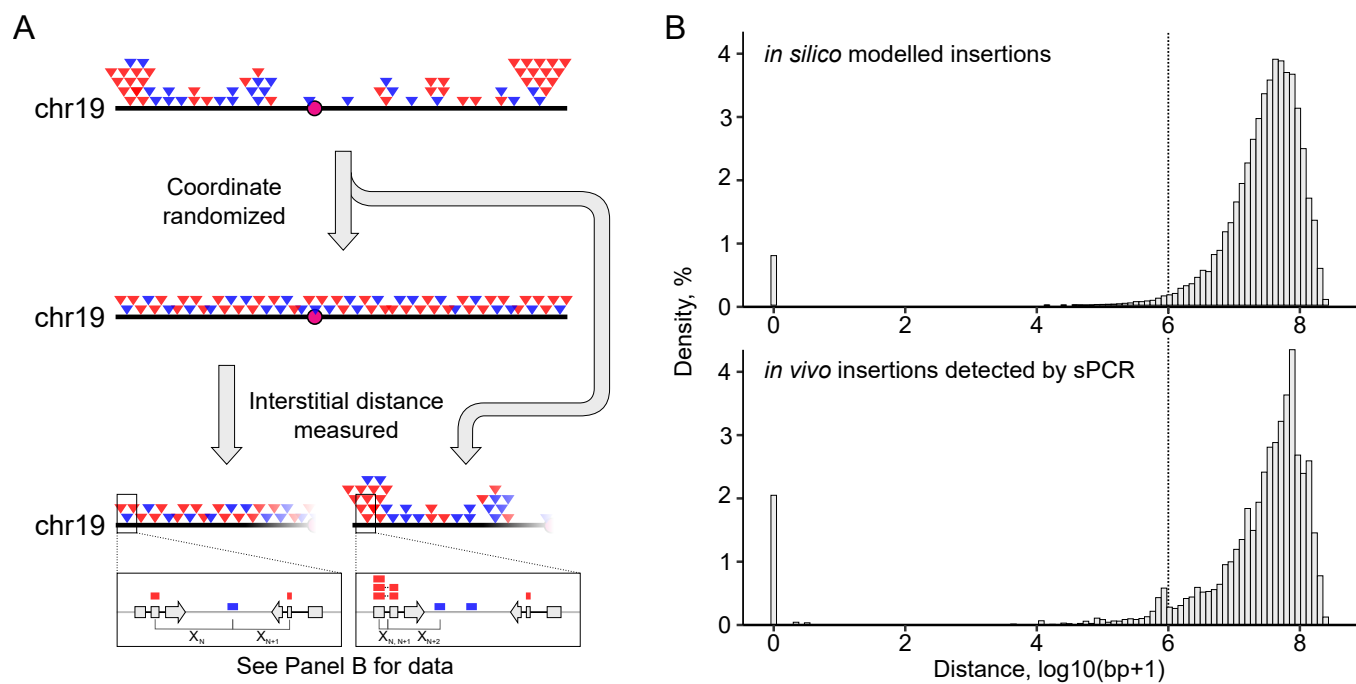 A
chr19
Coordinate
randomized
chr19
Interstitial distance
measured
chr19
X_N X_N+1
X_N, N+1 X_N+2
See Panel B for data
B
Density, %
in silico modelled insertions
4
3
2
1
0
0 2 4 6 8
in vivo insertions detected by sPCR
4
3
2
1
0
0 2 4 6 8
Distance, log10(bp+1)